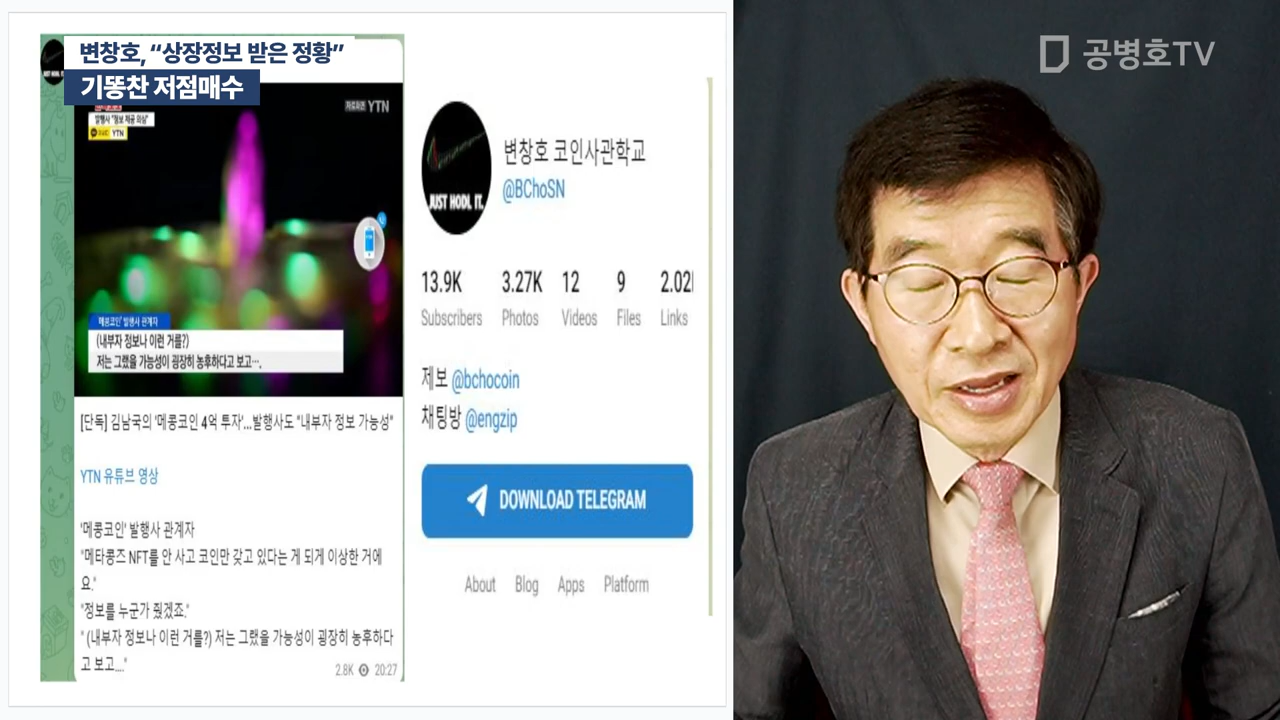 변창호, “상장정보 받은 정황”
기똥찬 저점매수
공병호TV
JUST HODL IT.
자료화면 YTN
발행사 "정보 제공 의심"
YTN
'메콩코인' 발행사 관계자
(내부자 정보나 이런 거를?)
저는 그랬을 가능성이 굉장히 농후하다고 보고…,
[단독] 김남국의 '메콩코인 4억 투자'...발행사도 "내부자 정보 가능성"
YTN 유튜브 영상
'메콩코인' 발행사 관계자
"메타콩즈 NFT를 안 사고 코인만 갖고 있다는 게 되게 이상한 거에
요."
"정보를 누군가 줬겠죠."
" (내부자 정보나 이런 거를?) 저는 그랬을 가능성이 굉장히 농후하다
고 보고...."
2.8K 20:27
JUST HODL IT.
변창호 코인사관학교
@BChoSN
13.9K 3.27K 12 9 2.02
Subscribers Photos Videos Files Links
제보 @bchocoin
채팅방 @engzip
DOWNLOAD TELEGRAM
About Blog Apps Platform